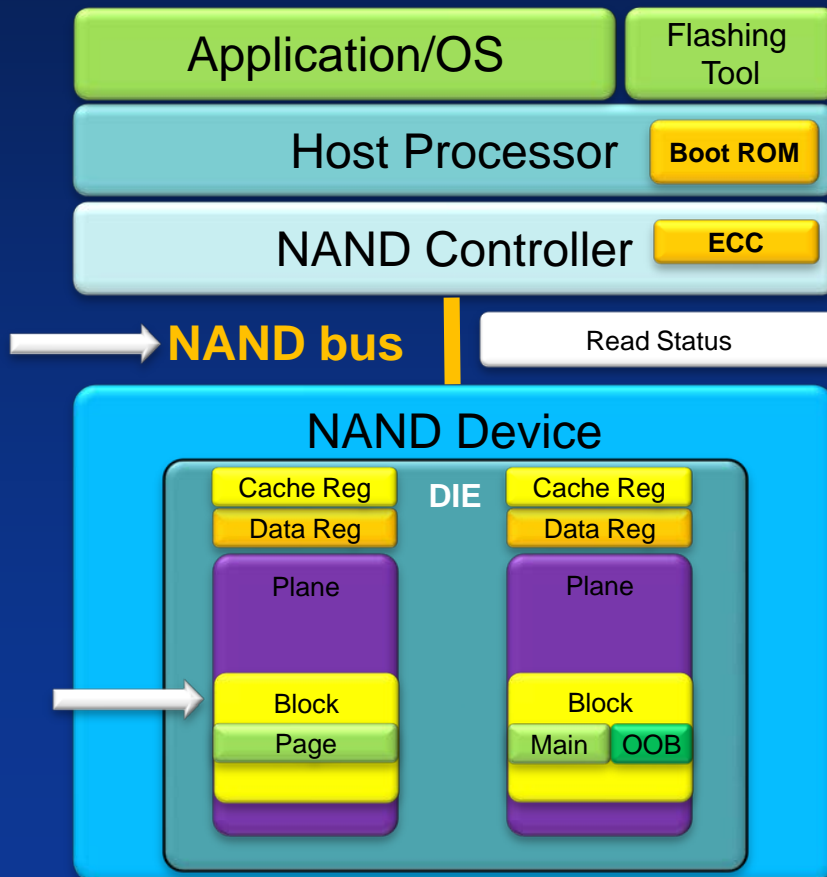 Application/OS
Flashing
Tool
Host Processor
Boot ROM
NAND Controller
ECC
NAND bus
Read Status
NAND Device
Cache Reg
DIE
Cache Reg
Data Reg
Data Reg
Plane
Plane
Block
Block
Page
Main
OOB